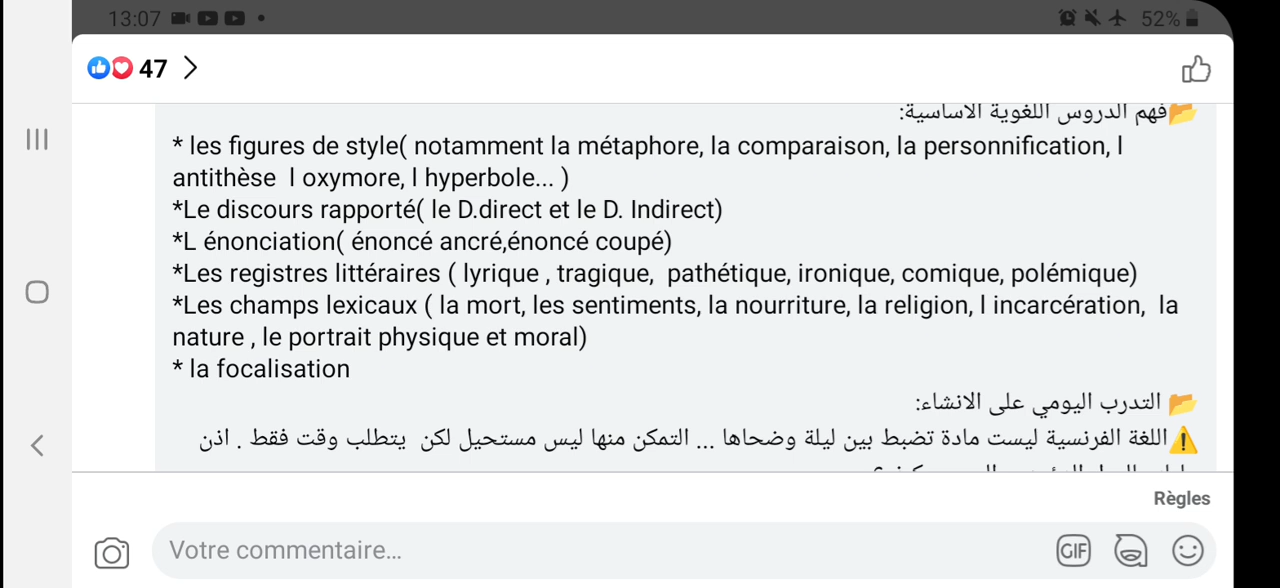 13:07
52%
47
فهم الدروس اللغوية الاساسية:
* les figures de style( notamment la métaphore, la comparaison, la personnification, l
antithèse  l oxymore, l hyperbole... )
*Le discours rapporté( le D.direct et le D. Indirect)
*L énonciation( énoncé ancré,énoncé coupé)
*Les registres littéraires ( lyrique , tragique,  pathétique, ironique, comique, polémique)
*Les champs lexicaux ( la mort, les sentiments, la nourriture, la religion, l incarcération,  la
nature , le portrait physique et moral)
* la focalisation
التدرب اليومي على الانشاء:
اللغة الفرنسية ليست مادة تضبط بين ليلة وضحاها ... التمكن منها ليس مستحيل لكن  يتطلب وقت فقط . اذن
Règles
Votre commentaire...
GIF